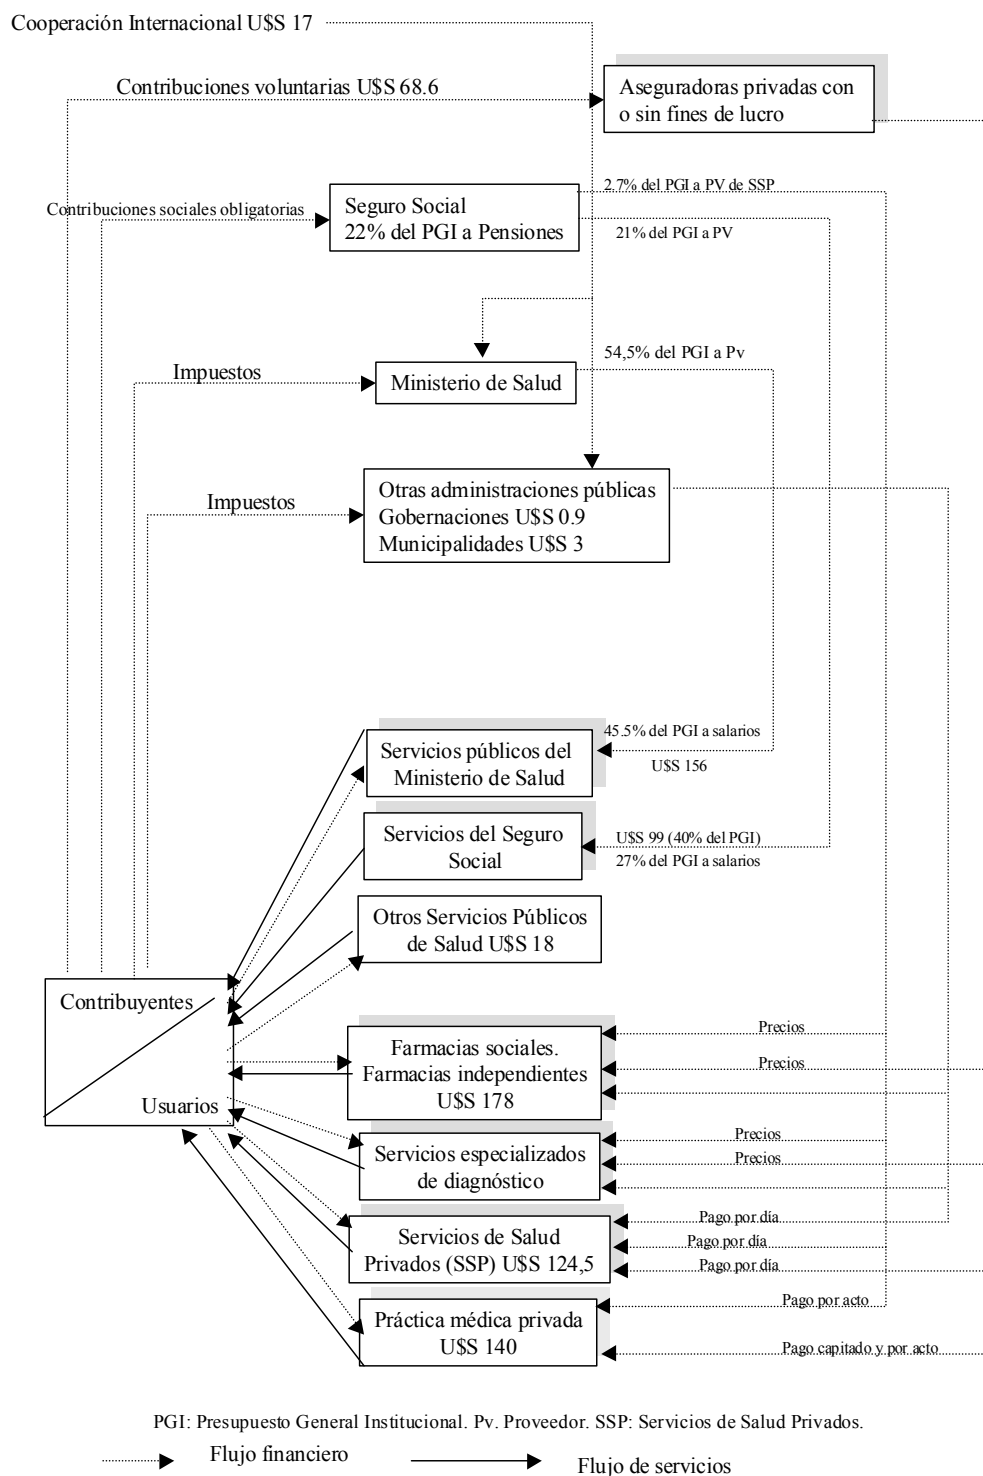 Cooperación Internacional U$S 17
Contribuciones voluntarias U$S 68.6
Aseguradoras privadas con
o sin fines de lucro
2.7% del PGI a PV de SSP
Contribuciones sociales obligatorias
Seguro Social
22% del PGI a Pensiones
21% del PGI a PV
54,5% del PGI a Pv
Impuestos
Ministerio de Salud
Otras administraciones públicas
Gobernaciones U$S 0.9
Municipalidades U$S 3
Impuestos
45.5% del PGI a salarios
U$S 156
Servicios públicos del
Ministerio de Salud
Servicios del Seguro
Social
U$S 99 (40% del PGI)
27% del PGI a salarios
Otros Servicios Públicos
de Salud U$S 18
Contribuyentes
Usuarios
Farmacias sociales.
Farmacias independientes
U$S 178
Precios
Precios
Servicios especializados
de diagnóstico
Precios
Precios
Servicios de Salud
Privados (SSP) U$S 124,5
Pago por día
Pago por día
Pago por día
Práctica médica privada
U$S 140
Pago por acto
Pago capitado y por acto
PGI: Presupuesto General Institucional. Pv. Proveedor. SSP: Servicios de Salud Privados.
Flujo financiero
Flujo de servicios